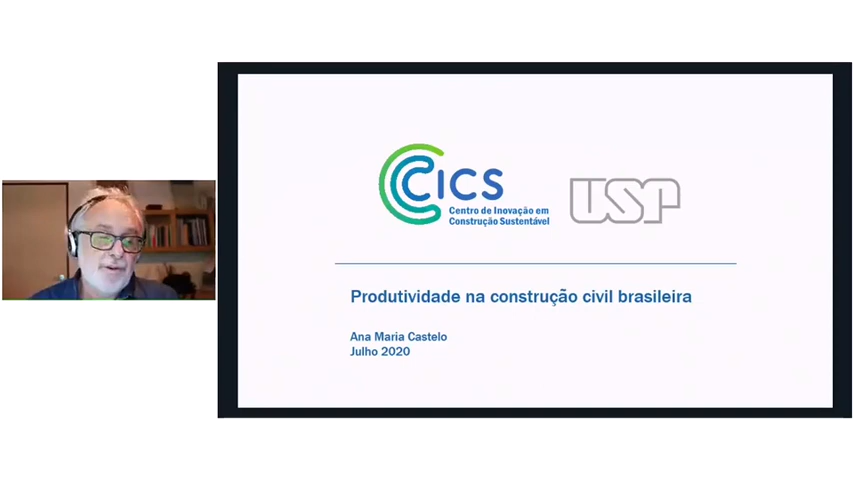 CICS
Centro de Inovação em
Construção Sustentável
USP
Produtividade na construção civil brasileira
Ana Maria Castelo
Julho 2020